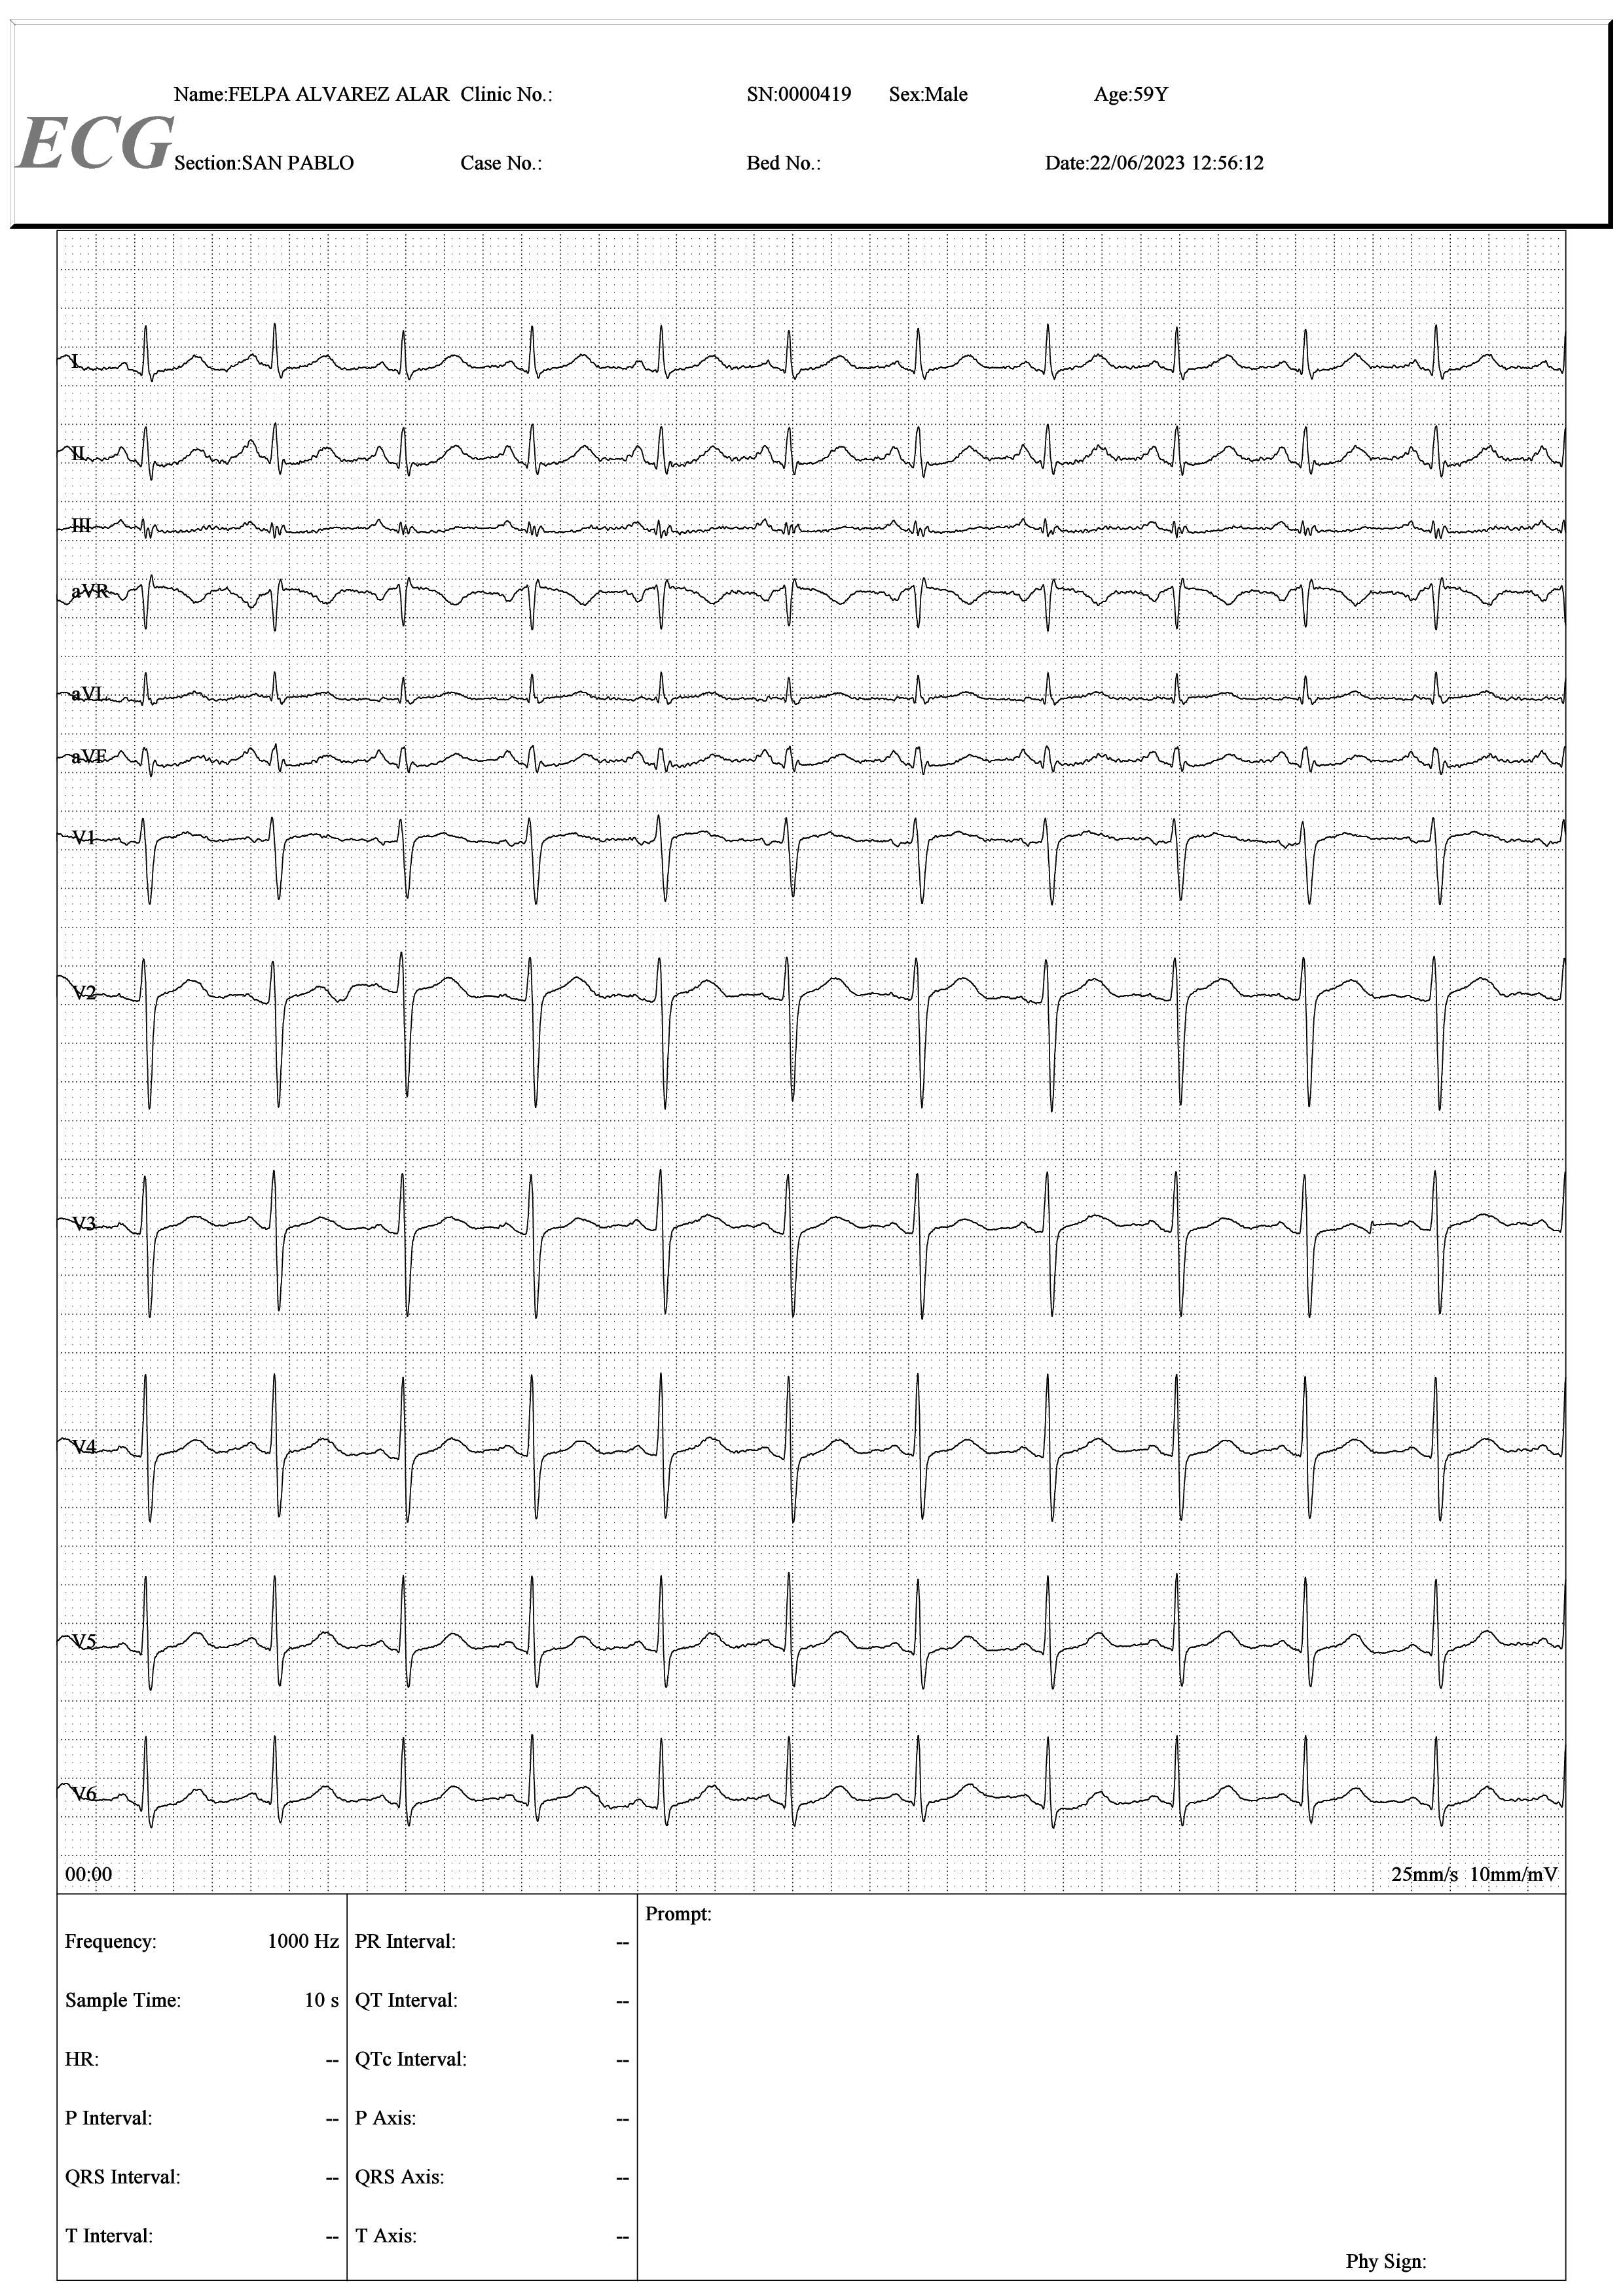 Name:FELPA ALVAREZ ALAR Clinic No.: SN:0000419 Sex:Male Age:59Y
ECG
Section:SAN PABLO Case No.: Bed No.: Date:22/06/2023 12:56:12
I
II
III
aVR
aVL
aVF
V1
V2
V3
V4
V5
V6
00:00 25mm/s 10mm/mV
Prompt:
Frequency: 1000 Hz PR Interval: --
Sample Time: 10 s QT Interval: --
HR: -- QTc Interval: --
P Interval: -- P Axis: --
QRS Interval: -- QRS Axis: --
T Interval: -- T Axis: --
Phy Sign: